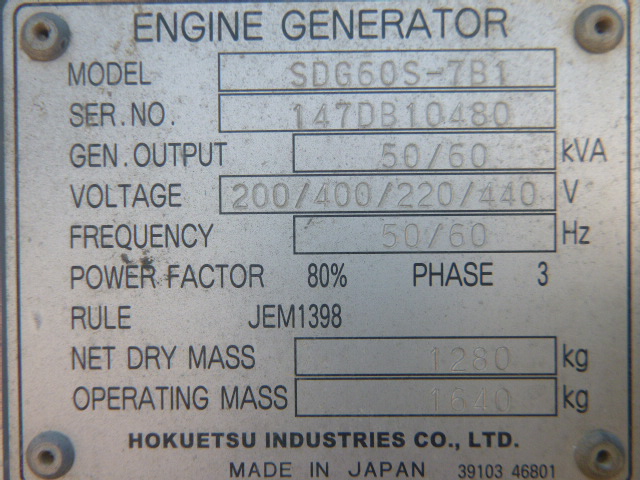 ENGINE GENERATOR
MODEL SDG60S-7B1
SER.NO. 147DB10480
GEN.OUTPUT 50/60 kVA
VOLTAGE 200/400/220/440 V
FREQUENCY 50/60 Hz
POWER FACTOR 80% PHASE 3
RULE JEM1398
NET DRY MASS 1280 kg
OPERATING MASS 1640 kg
HOKUETSU INDUSTRIES CO., LTD.
MADE IN JAPAN 39103 46801